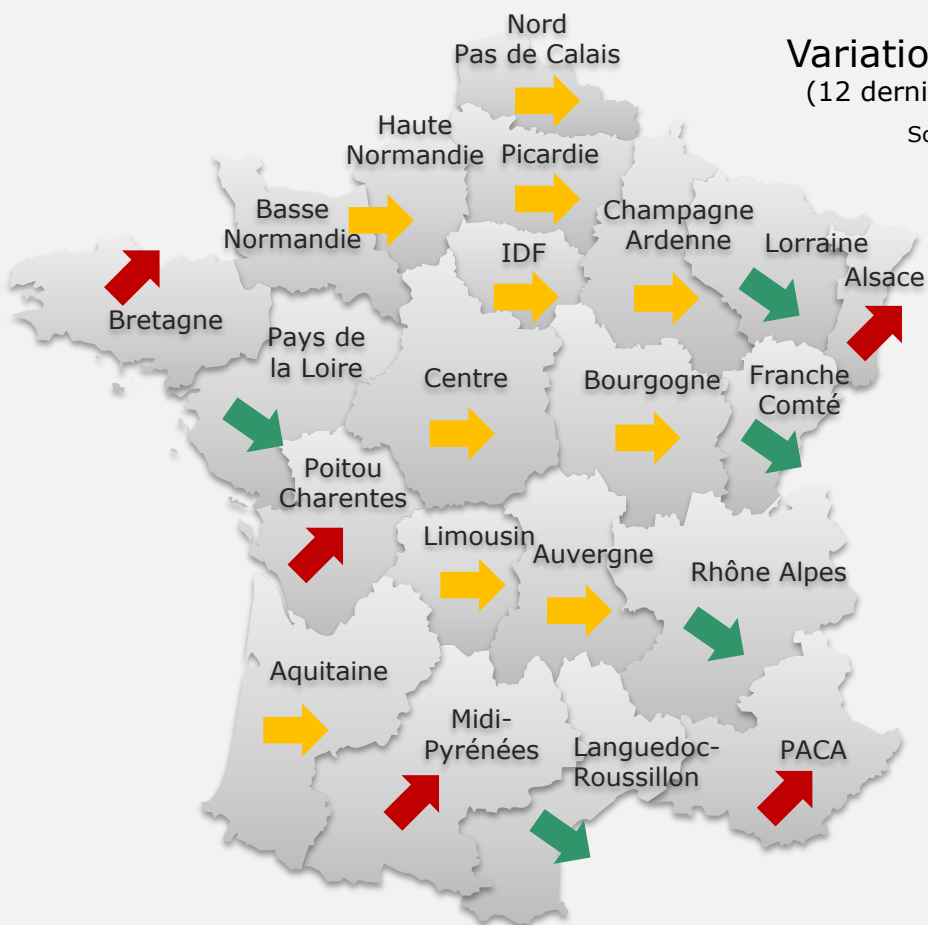 Nord
Pas de Calais
(12 derni
Haute
Normandie
Picardie
Basse
Normandie
Champagne
Ardenne
IDF
Lorraine
Alsace
Bretagne
Pays de
la Loire
Centre
Bourgogne
Franche
Comté
Poitou
Charentes
Limousin
Auvergne
Rhône Alpes
Aquitaine
Midi-
Pyrénées
Languedoc-
Roussillon
PACA